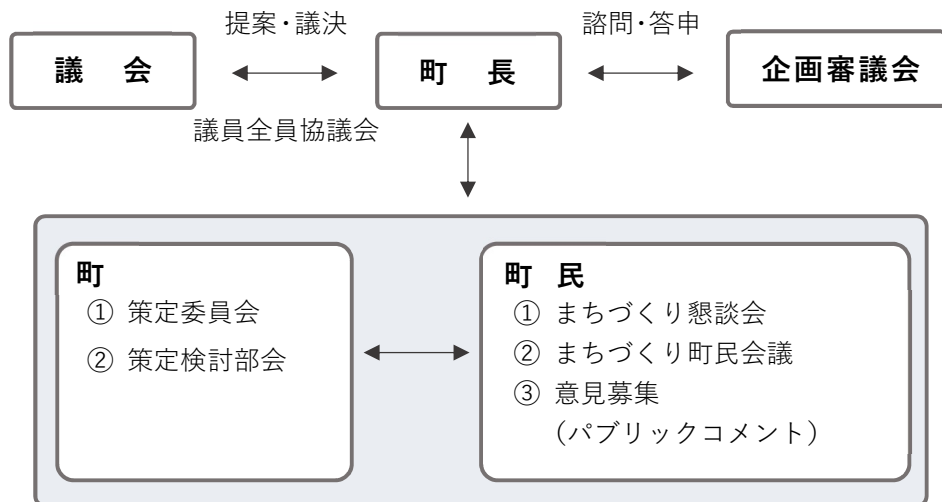 提案・議決
諮問・答申
議　会
町　長
企画審議会
議員全員協議会
町
① 策定委員会
② 策定検討部会
町　民
① まちづくり懇談会
② まちづくり町民会議
③ 意見募集
（パブリックコメント）